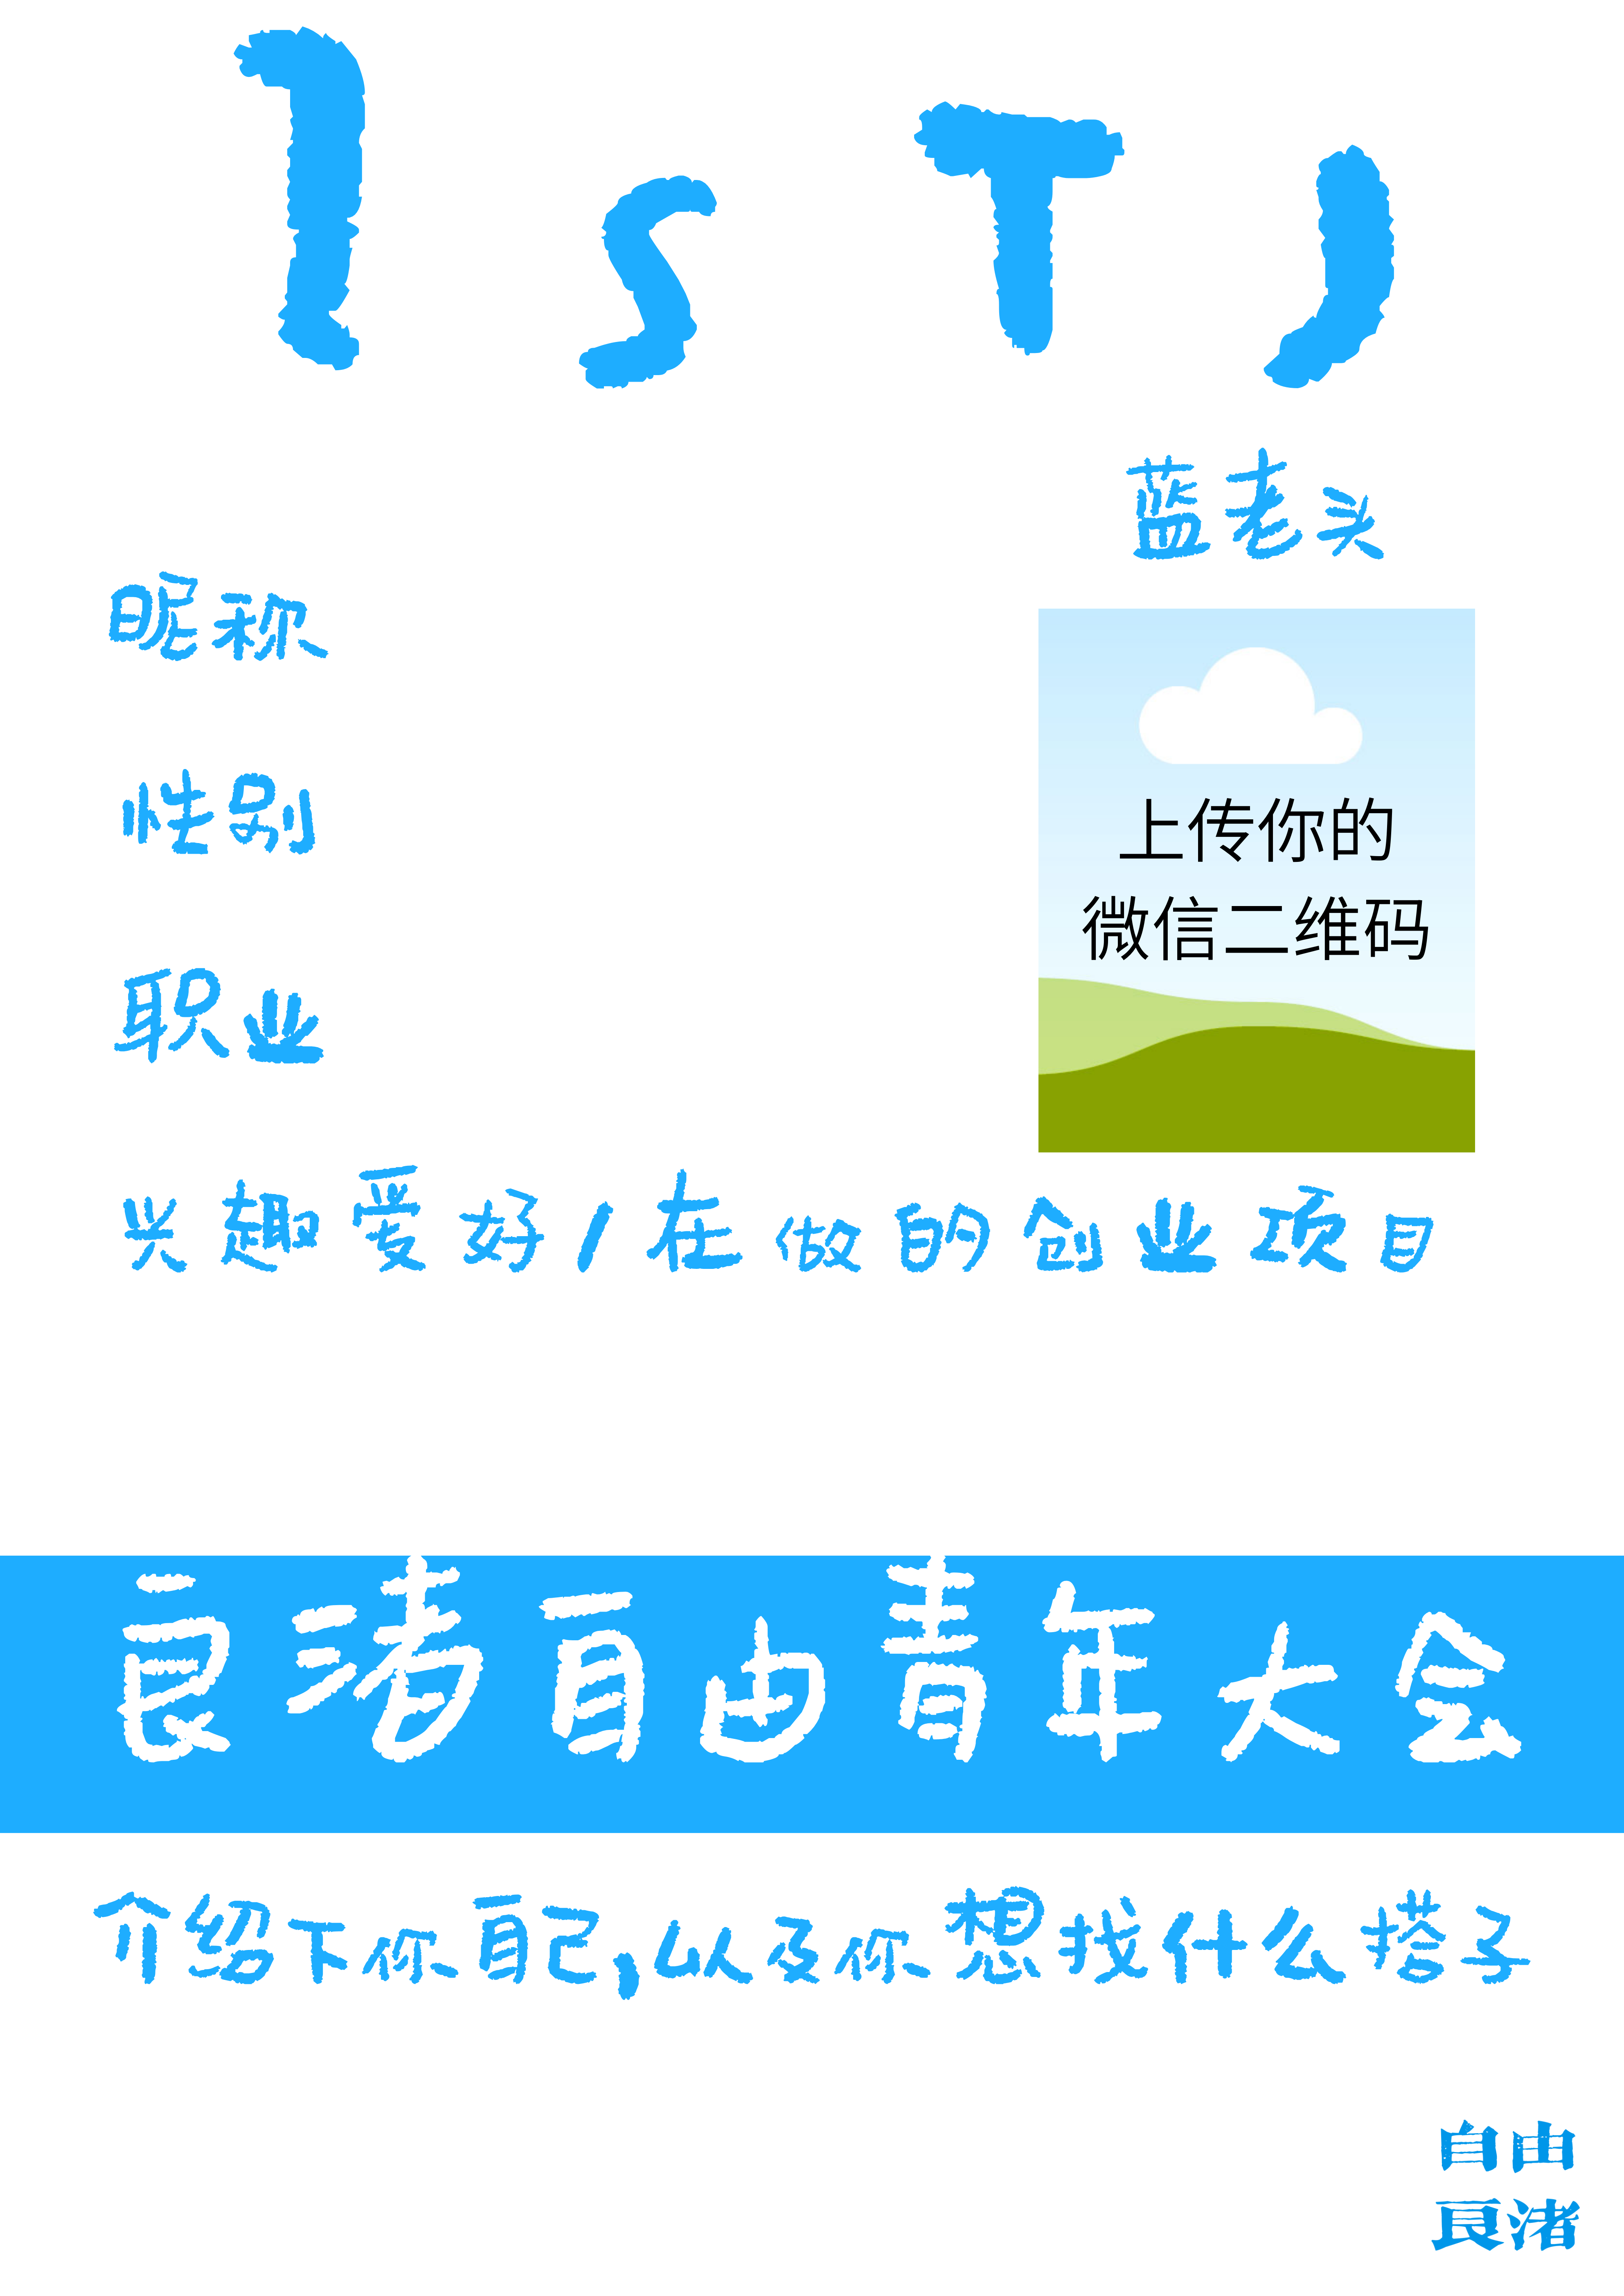 ISTJ
蓝老头
昵称
上传你的
微信二维码
性别
职业
兴趣爱好/在做的创业项目
良渚自由青年大会
介绍下你自己,以及你想找什么搭子
自由
良渚